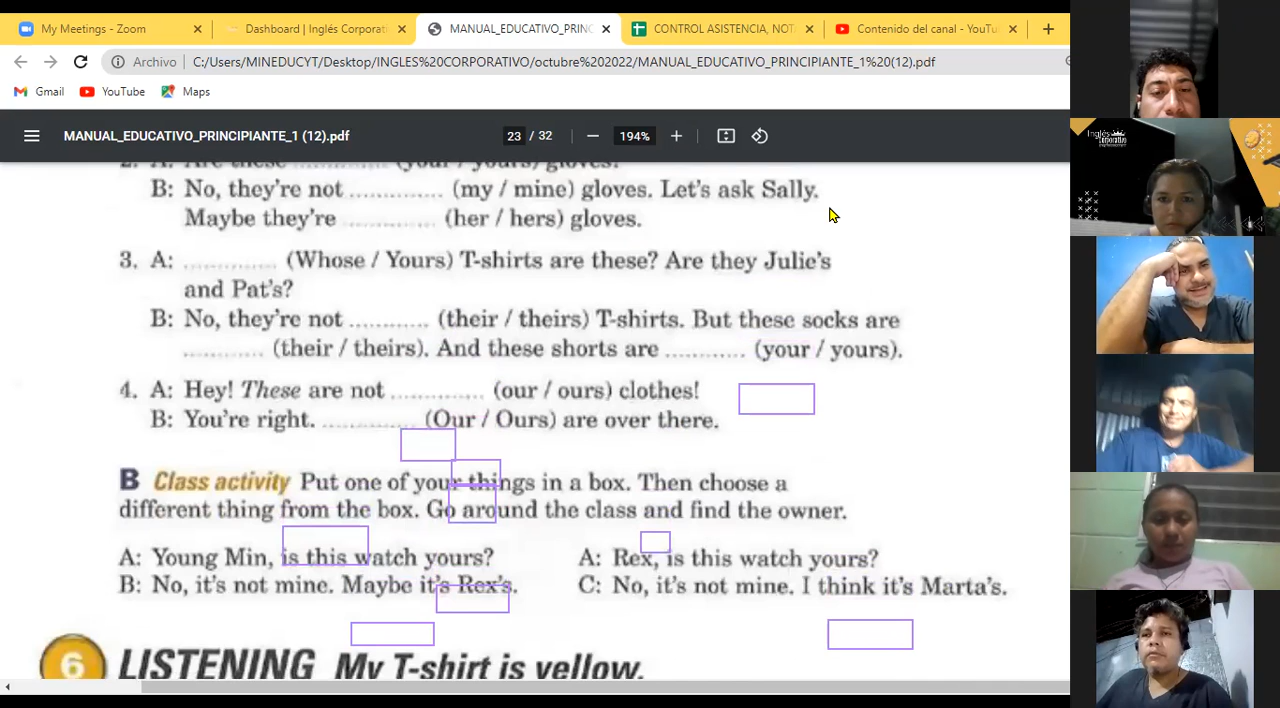 My Meetings - Zoom
Dashboard | Inglés Corporati
MANUAL_EDUCATIVO_PRINC
CONTROL ASISTENCIA, NOT
Contenido del canal - YouTu
Archivo C:/Users/MINEDUCYT/Desktop/INGLES%20CORPORATIVO/octubre%202022/MANUAL_EDUCATIVO_PRINCIPIANTE_1%20(12).pdf
Gmail YouTube Maps
MANUAL_EDUCATIVO_PRINCIPIANTE_1 (12).pdf 23 / 32 194%
2. A: Are these ............ (your / yours) gloves?
B: No, they're not ............. (my / mine) gloves. Let's ask Sally.
Maybe they're ............. (her / hers) gloves.
3. A: ............. (Whose / Yours) T-shirts are these? Are they Julie's
and Pat's?
B: No, they're not ........... (their / theirs) T-shirts. But these socks are
........... (their / theirs). And these shorts are ........... (your / yours).
4. A: Hey! These are not ............. (our / ours) clothes!
B: You're right. ............. (Our / Ours) are over there.
B Class activity Put one of your things in a box. Then choose a
different thing from the box. Go around the class and find the owner.
A: Young Min, is this watch yours?
B: No, it's not mine. Maybe it's Rex's.
A: Rex, is this watch yours?
C: No, it's not mine. I think it's Marta's.
6 LISTENING My T-shirt is yellow.
Inglés
Corporativo